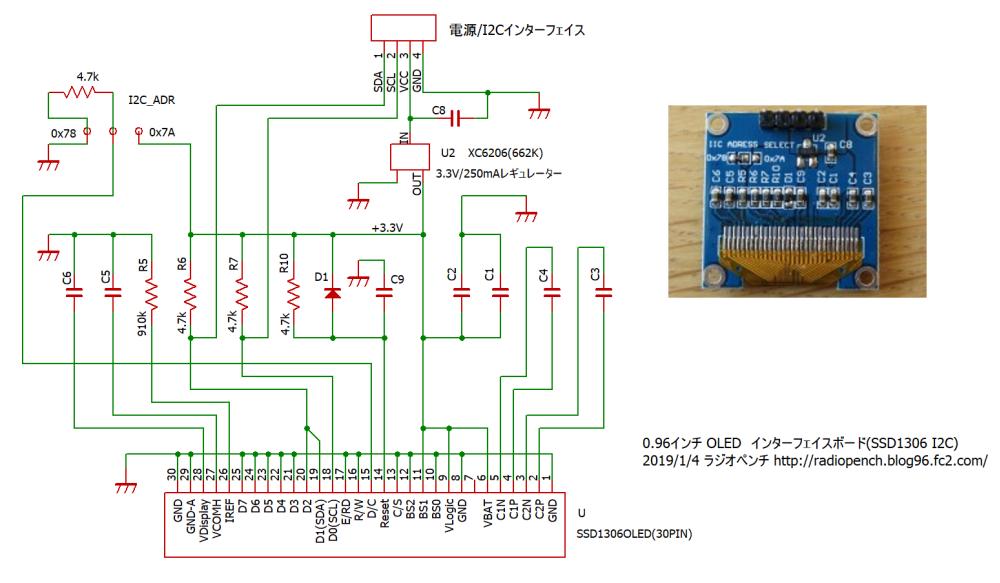 電源/I2Cインターフェイス
1 2 3 4
SDA SCL VCC GND
4.7k
I2C_ADR
0x78 0x7A
C8
IN
U2 XC6206(662K)
3.3V/250mAレギュレーター
OUT
+3.3V
C6 C5 R5 R6 R7 R10 D1 C9 C2 C1 C4 C3
910k 4.7k 4.7k 4.7k
30 29 28 27 26 25 24 23 22 21 20 19 18 17 16 15 14 13 12 11 10 9 8 7 6 5 4 3 2 1
GND GND-A VDisplay VCOMH IREF D7 D6 D5 D4 D3 D2 D1(SDA) D0(SCL) E/RD R/W D/C Reset C/S BS2 BS1 BS0 VLogic GND VBAT C1N C1P C2N C2P GND
U
SSD1306OLED(30PIN)
U2
IIC ADRESS SELECT C8
0x78 0x7A
C6 C5 R5 R6 R7 R10 D1 C9 C2 C1 C4 C3
0.96インチ OLED インターフェイスボード(SSD1306 I2C)
2019/1/4 ラジオペンチ http://radiopench.blog96.fc2.com/